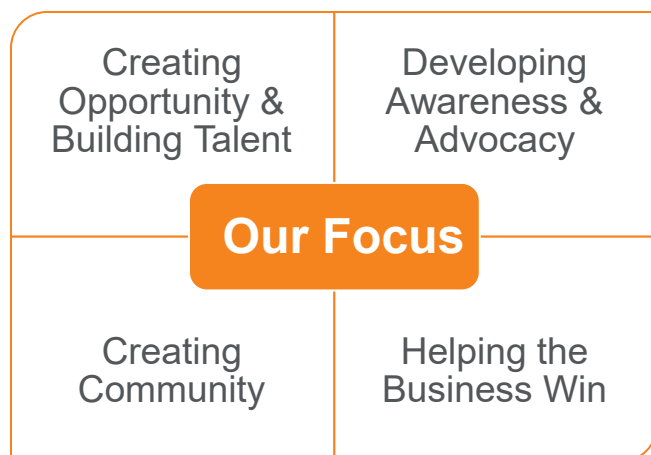 Creating
Opportunity &
Building Talent
Developing
Awareness &
Advocacy
Our Focus
Creating
Community
Helping the
Business Win